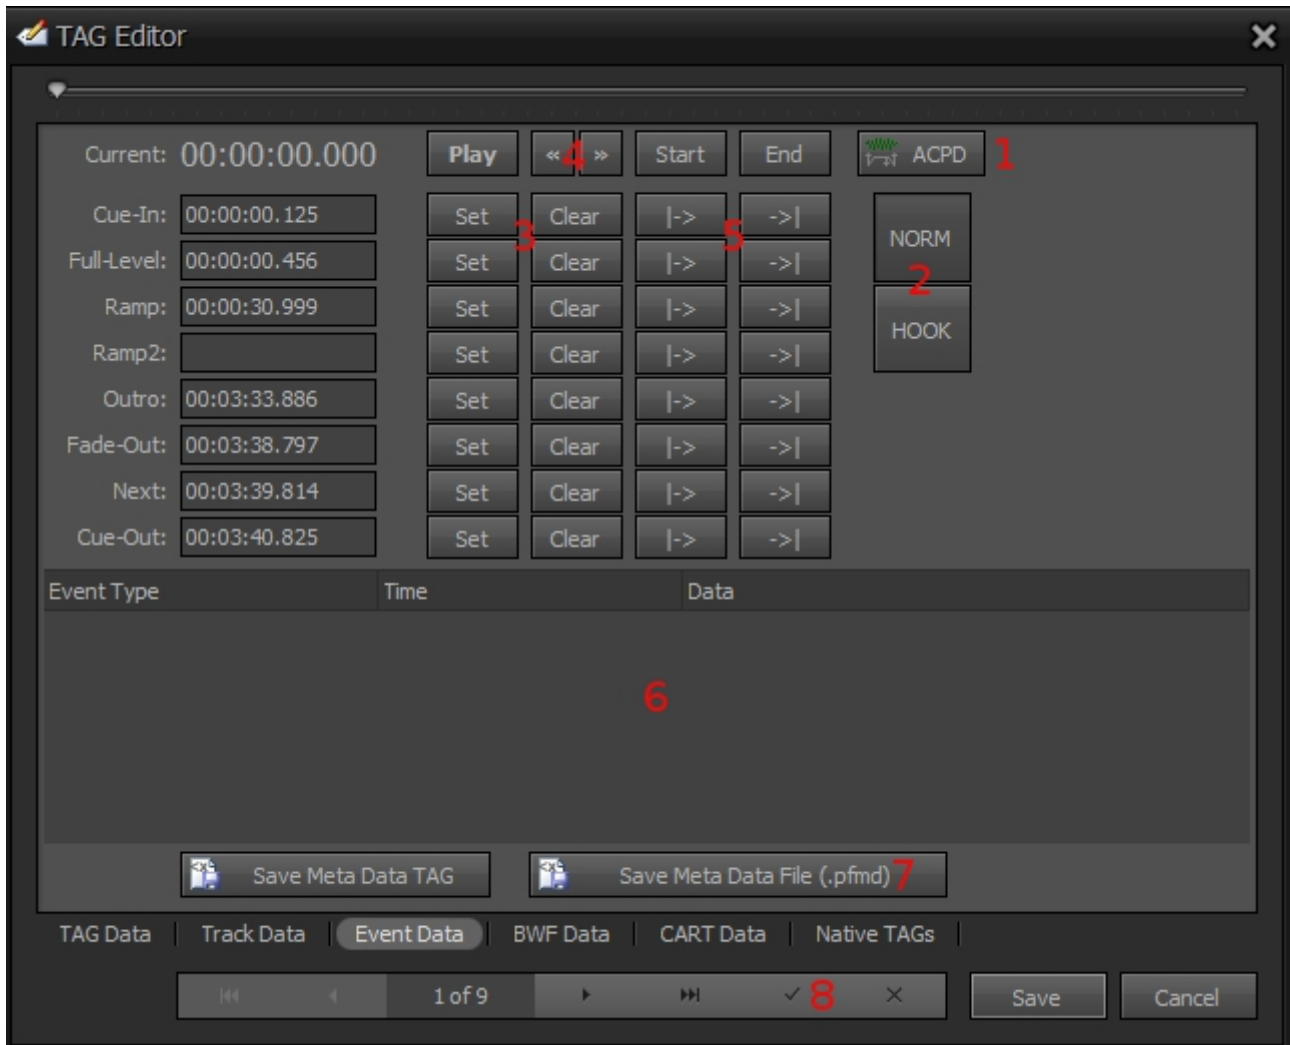 TAG Editor
Current: 00:00:00.000 Play « 4 » Start End ACPD 1
Cue-In: 00:00:00.125 Set 3 Clear |-> 5 ->| NORM
Full-Level: 00:00:00.456 Set Clear |-> ->| 2
Ramp: 00:00:30.999 Set Clear |-> ->| HOOK
Ramp2: Set Clear |-> ->|
Outro: 00:03:33.886 Set Clear |-> ->|
Fade-Out: 00:03:38.797 Set Clear |-> ->|
Next: 00:03:39.814 Set Clear |-> ->|
Cue-Out: 00:03:40.825 Set Clear |-> ->|
Event Type Time Data
6
Save Meta Data TAG Save Meta Data File (.pfmd) 7
TAG Data Track Data Event Data BWF Data CART Data Native TAGs
1 of 9 8 Save Cancel